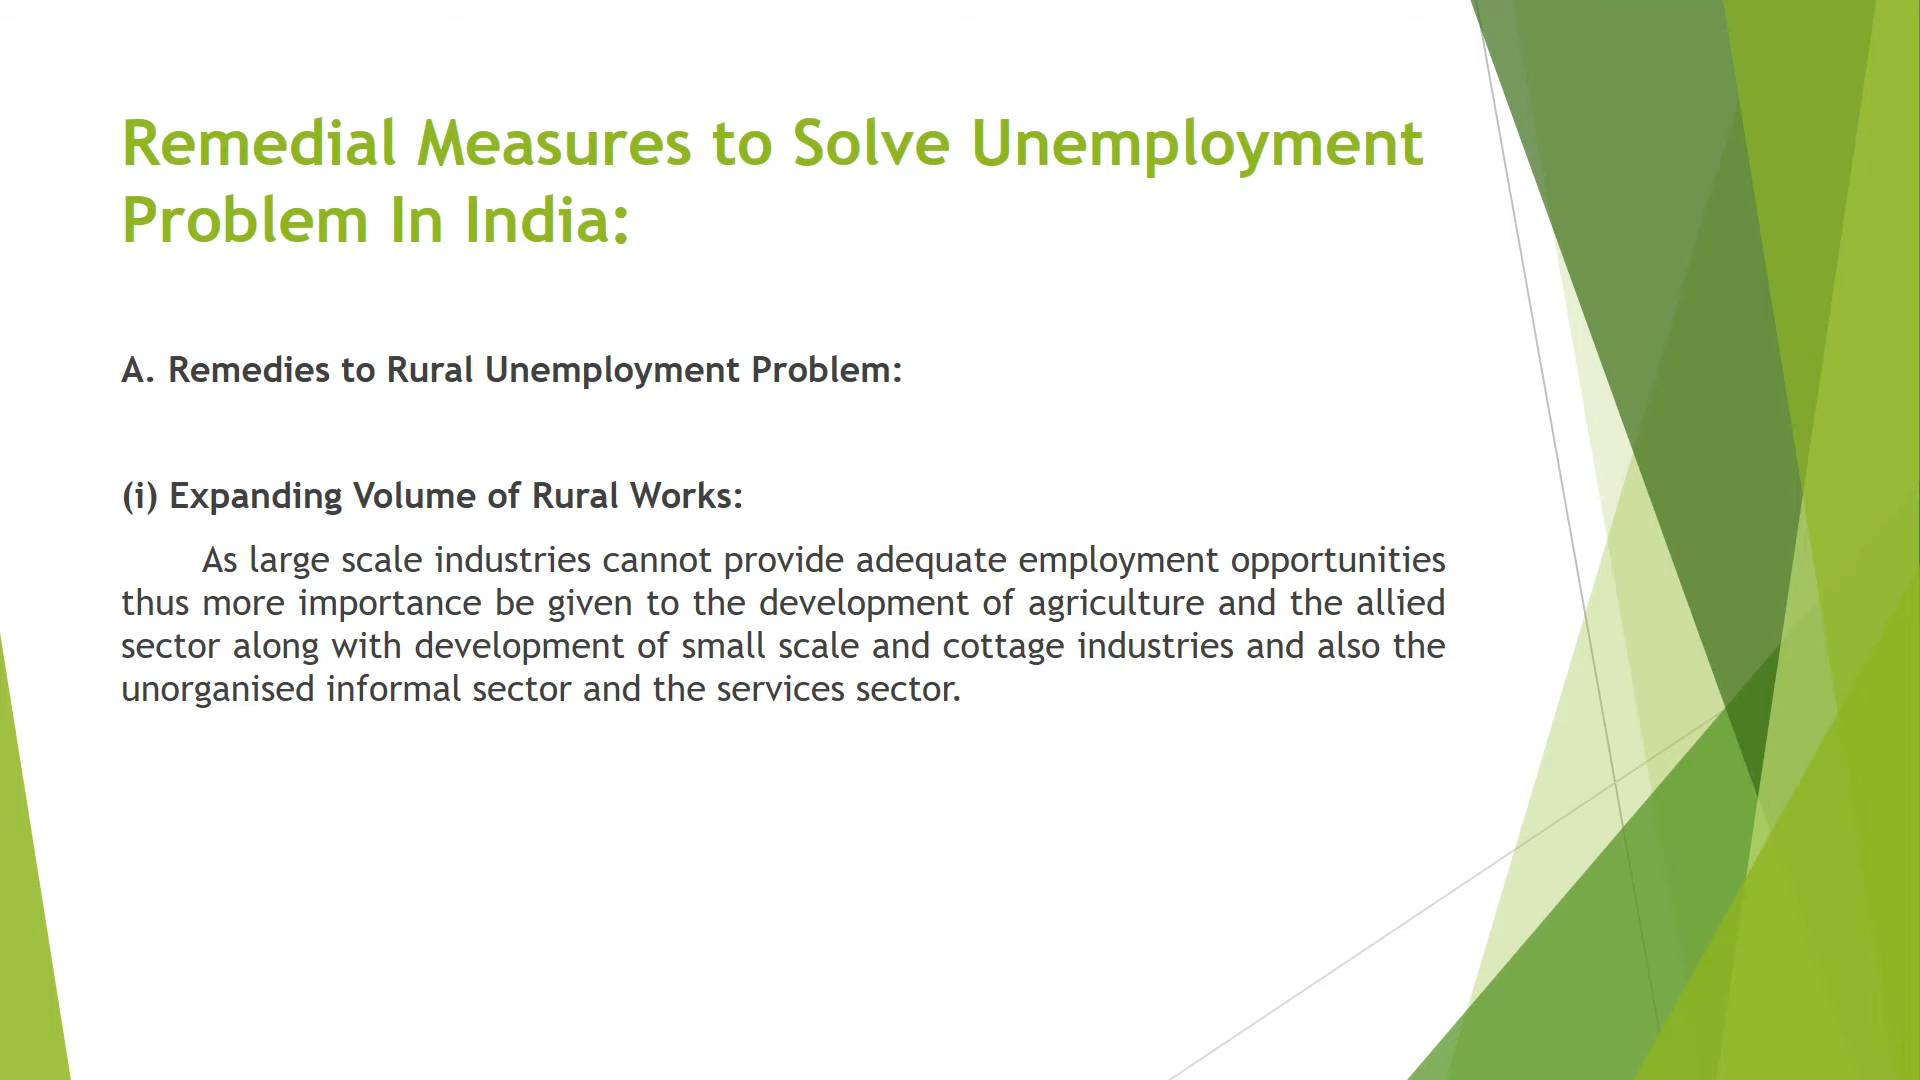 Remedial Measures to Solve Unemployment
Problem In India:
A. Remedies to Rural Unemployment Problem:
(i) Expanding Volume of Rural Works:
As large scale industries cannot provide adequate employment opportunities
thus more importance be given to the development of agriculture and the allied
sector along with development of small scale and cottage industries and also the
unorganised informal sector and the services sector.